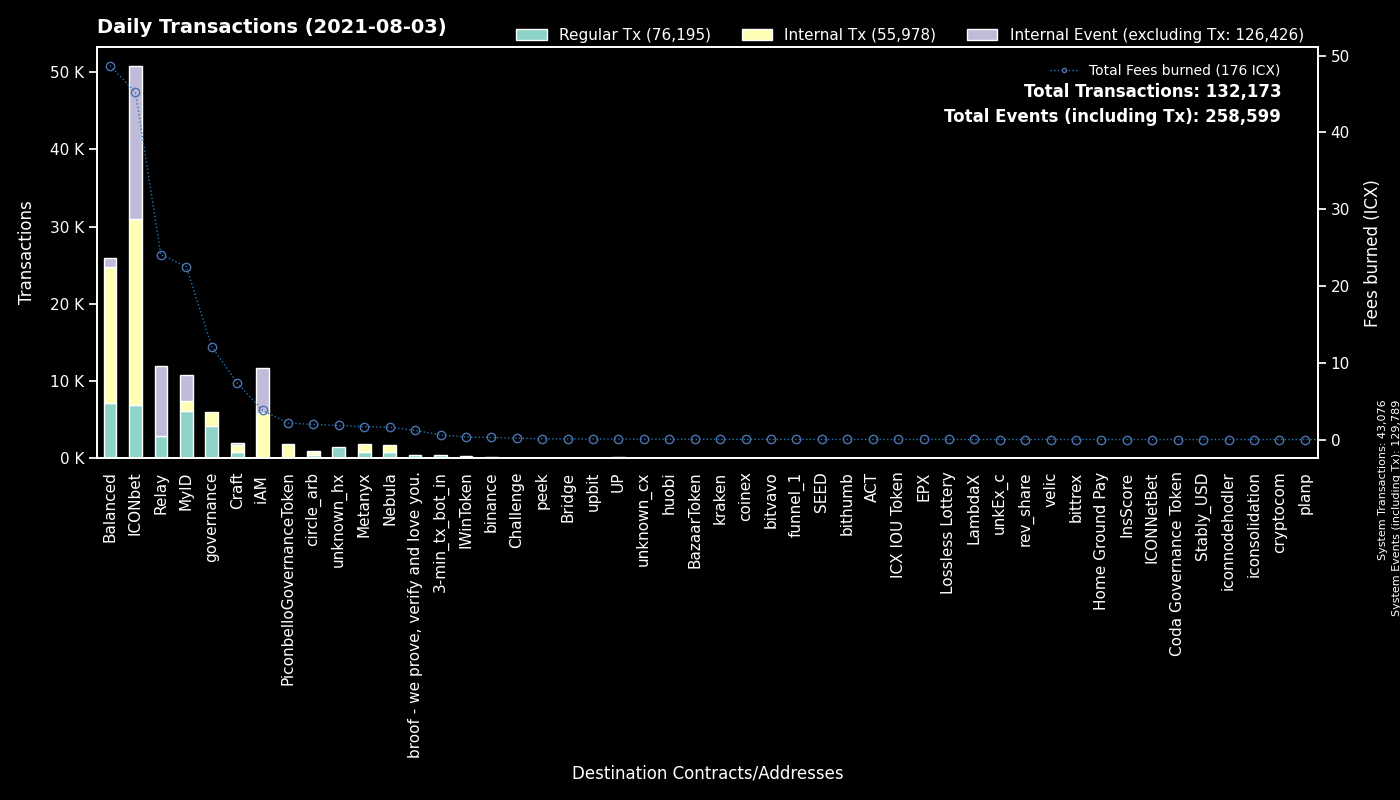 Daily Transactions (2021-08-03)
Regular Tx (76,195)
Internal Tx (55,978)
Internal Event (excluding Tx: 126,426)
Total Fees burned (176 ICX)
Total Transactions: 132,173
Total Events (including Tx): 258,599
Transactions
50 K
40 K
30 K
20 K
10 K
0 K
50
40
30
20
10
0
Fees burned (ICX)
Balanced
ICONbet
Relay
MyID
governance
Craft
iAM
PiconbelloGovernanceToken
circle_arb
unknown_hx
Metanyx
Nebula
broof - we prove, verify and love you.
3-min_tx_bot_in
IWinToken
binance
Challenge
peek
Bridge
upbit
UP
unknown_cx
huobi
BazaarToken
kraken
coinex
bitvavo
funnel_1
SEED
bithumb
ACT
ICX IOU Token
EPX
Lossless Lottery
LambdaX
unkEx_c
rev_share
velic
bittrex
Home Ground Pay
InsScore
ICONNetBet
Coda Governance Token
Stably_USD
iconnodehodler
iconsolidation
cryptocom
planp
Destination Contracts/Addresses
System Transactions: 43,076
System Events (including Tx): 129,789